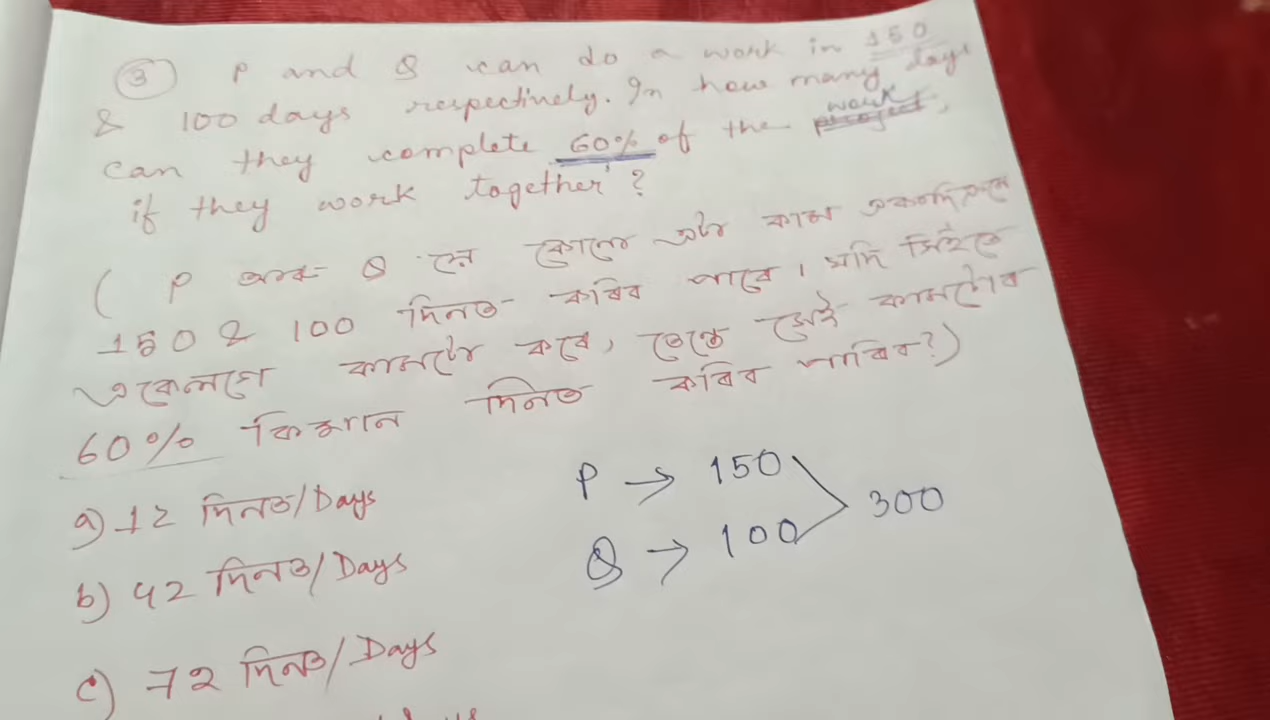 ③ P and Q can do a work in 150
& 100 days respectively. In how many days
can they complete 60% of the work,
if they work together?
( P আৰু Q য়ে কোনো এটা কাম একাদিক্ৰমে
150 & 100 দিনত কৰিব পাৰে। যদি সিহঁতে
একেলগে কামটো কৰে, তেন্তে সেই কামটোৰ
60% কিমান দিনত কৰিব পাৰিব?)
a) 12 দিনত/Days
b) 42 দিনত/Days
c) 72 দিনত/Days
P → 150
Q → 100
300